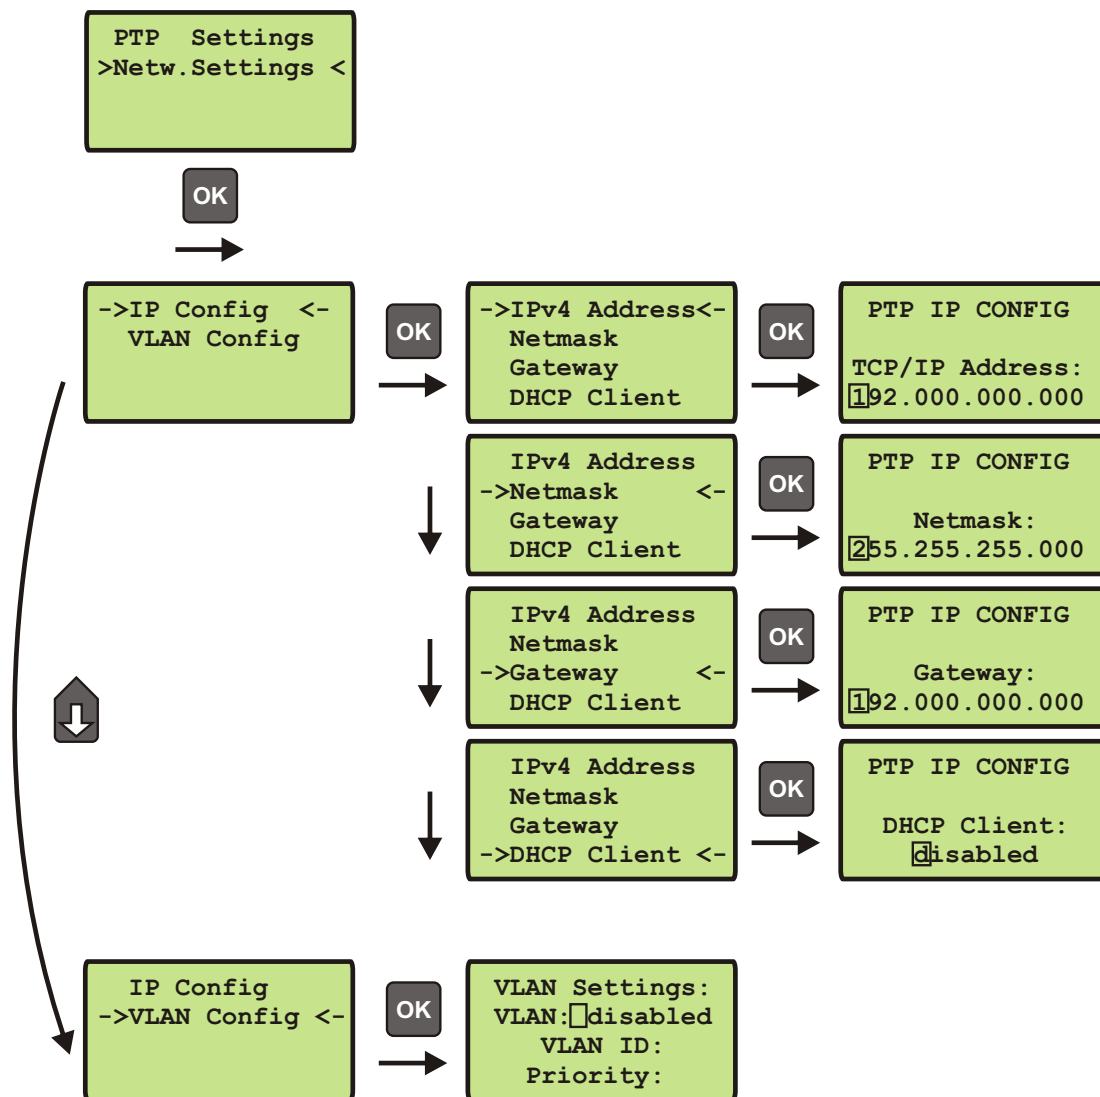 PTP  Settings
>Netw.Settings <
OK
->IP Config  <-
VLAN Config
OK
->IPv4 Address<-
Netmask
Gateway
DHCP Client
OK
PTP IP CONFIG
TCP/IP Address:
192.000.000.000
IPv4 Address
->Netmask     <-
Gateway
DHCP Client
OK
PTP IP CONFIG
Netmask:
255.255.255.000
IPv4 Address
Netmask
->Gateway     <-
DHCP Client
OK
PTP IP CONFIG
Gateway:
192.000.000.000
IPv4 Address
Netmask
Gateway
->DHCP Client <-
OK
PTP IP CONFIG
DHCP Client:
disabled
IP Config
->VLAN Config <-
OK
VLAN Settings:
VLAN: disabled
VLAN ID:
Priority: